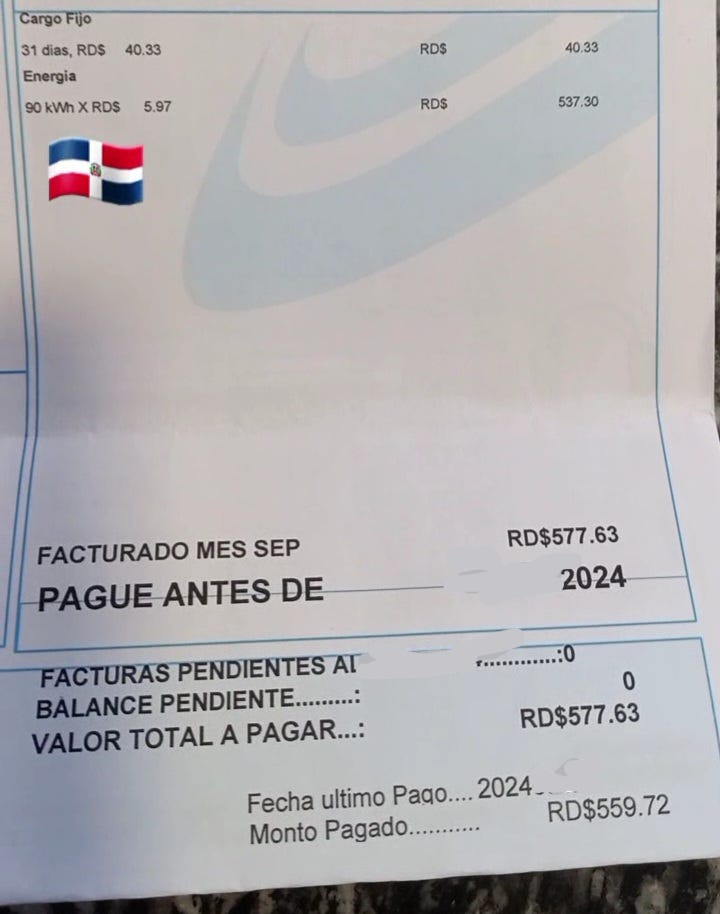 Cargo Fijo
31 dias, RD$ 40.33 RD$ 40.33
Energia
90 kWh X RD$ 5.97 RD$ 537.30
FACTURADO MES SEP RD$577.63
PAGUE ANTES DE 2024
FACTURAS PENDIENTES Al .............:0
BALANCE PENDIENTE.........: 0
VALOR TOTAL A PAGAR...: RD$577.63
Fecha ultimo Pago.... 2024
Monto Pagado........... RD$559.72